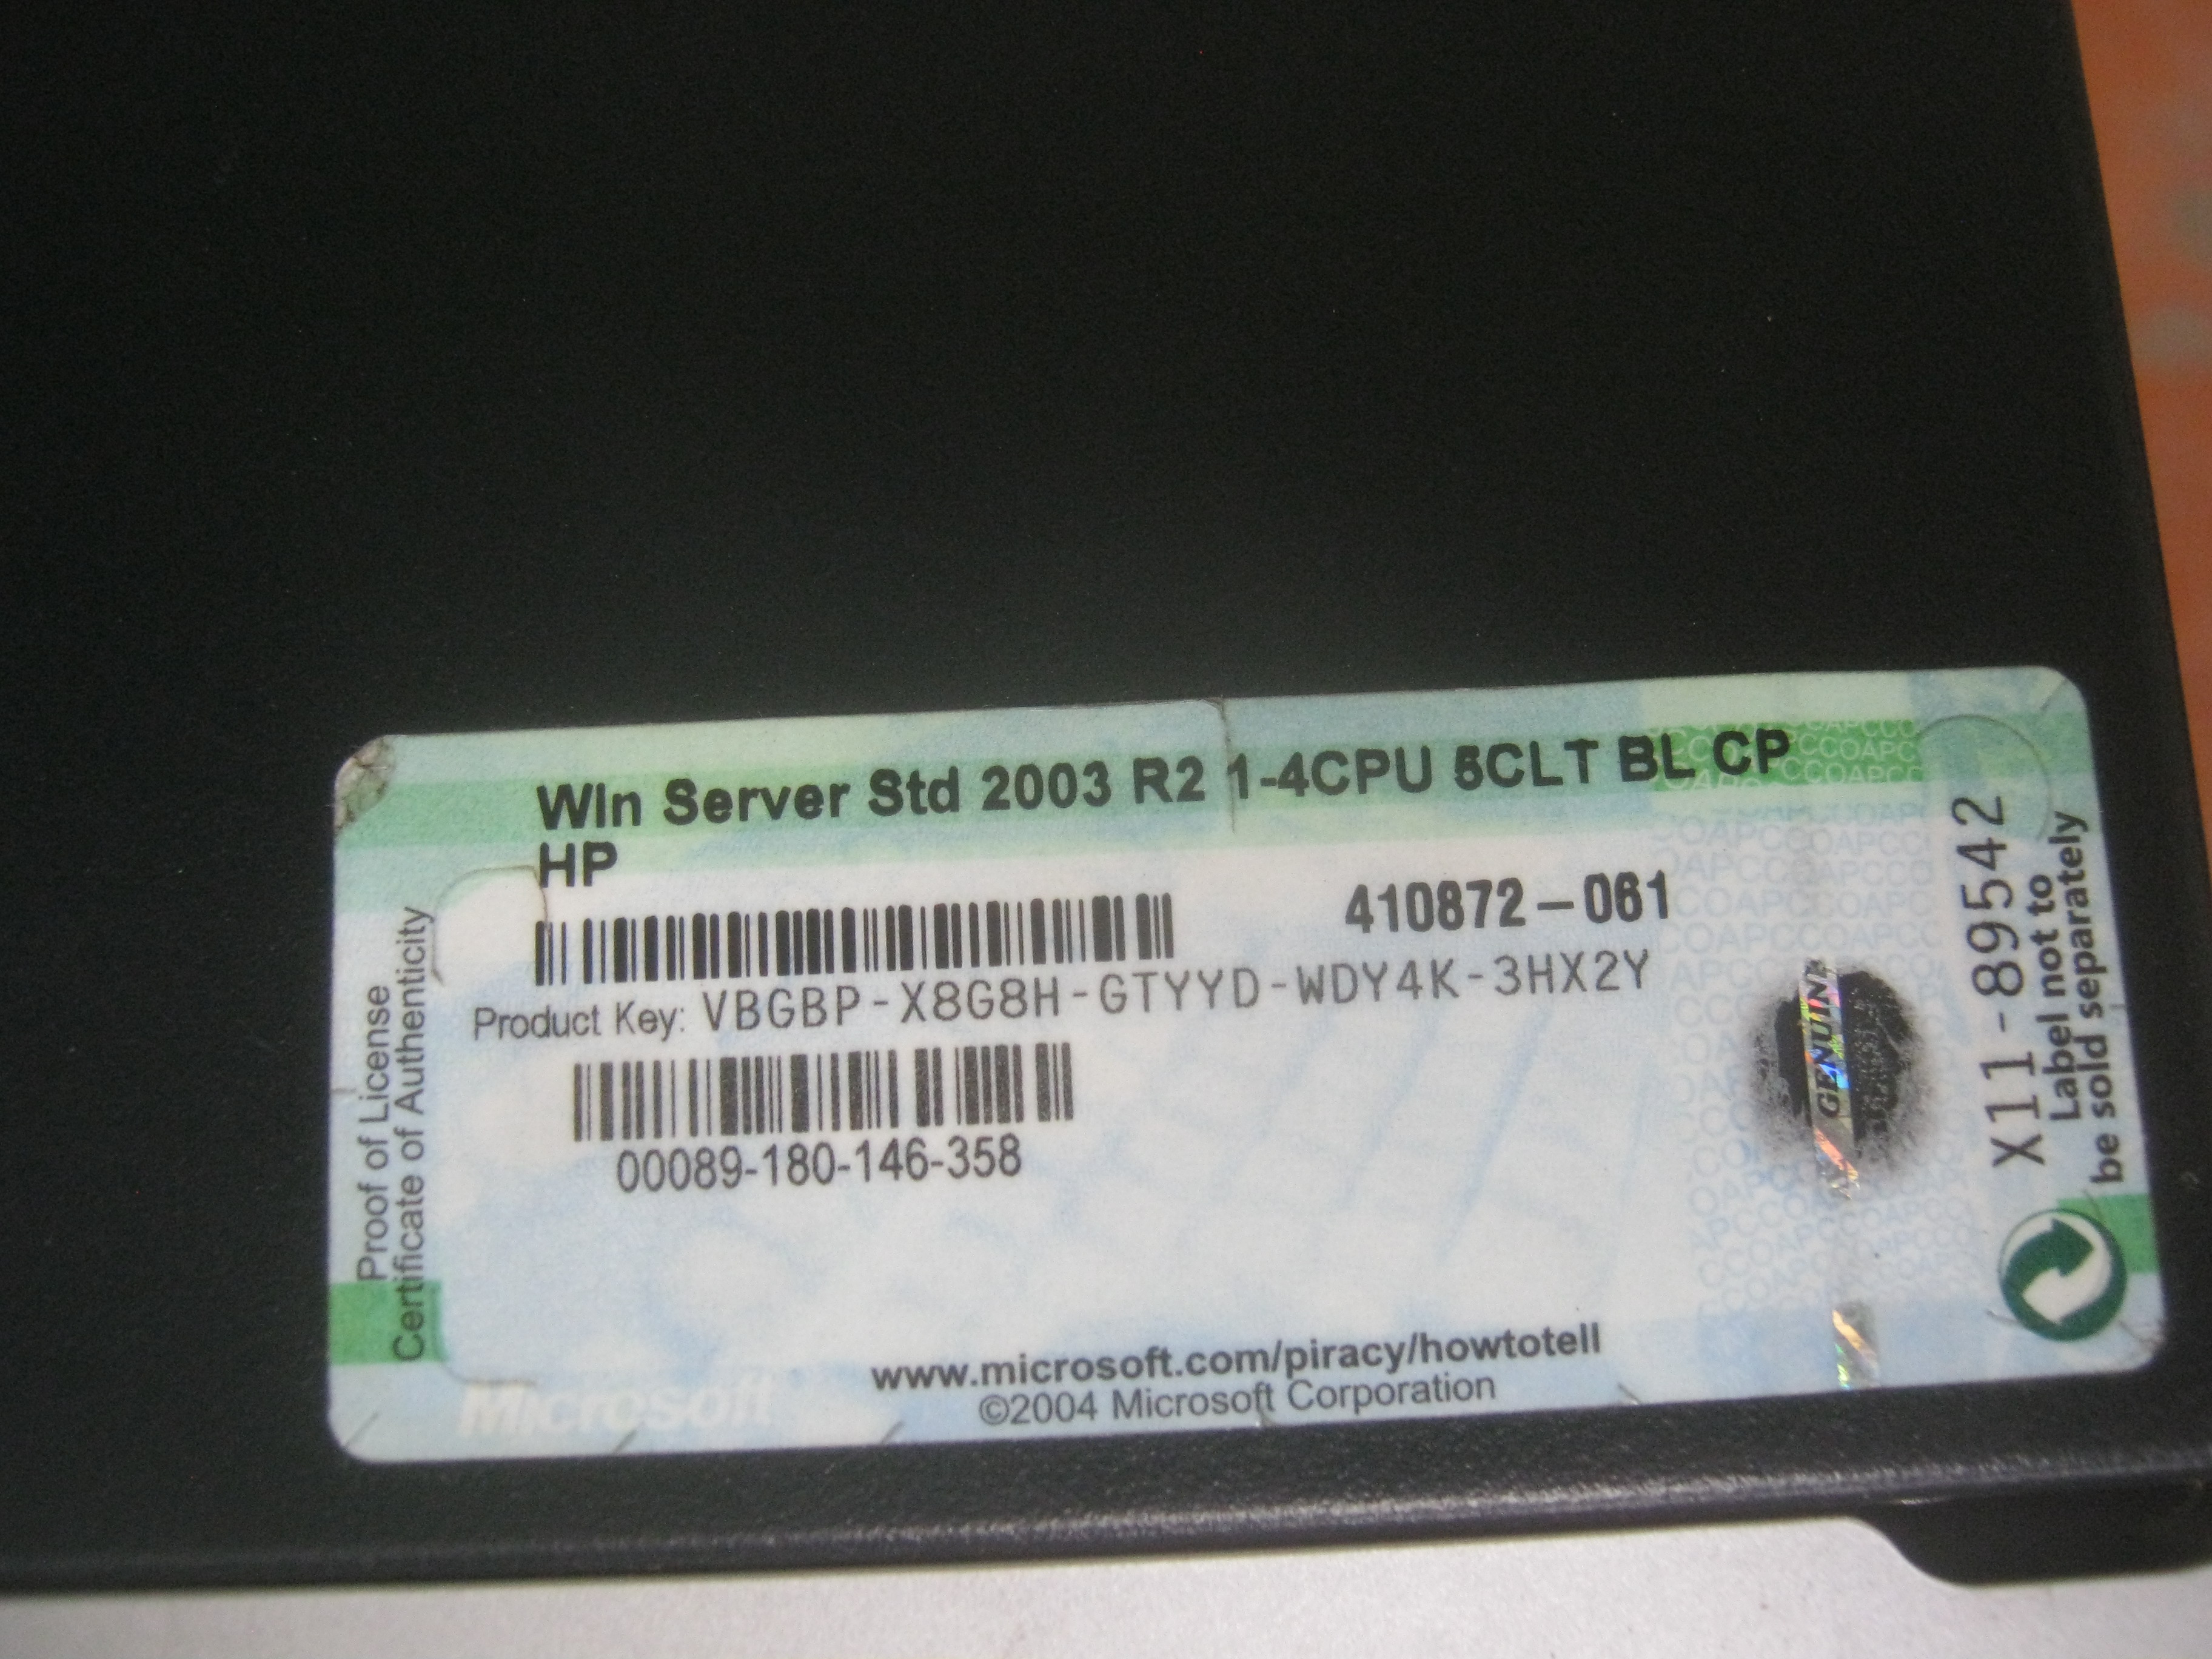 Win Server Std 2003 R2 1-4CPU 5CLT BL CP
HP
410872-061
Product Key: VBGBP-X8G8H-GTYYD-WDY4K-3HX2Y
00089-180-146-358
www.microsoft.com/piracy/howtotell
©2004 Microsoft Corporation
Microsoft
Proof of License
Certificate of Authenticity
GENUINE
X11-89542
Label not to
be sold separately